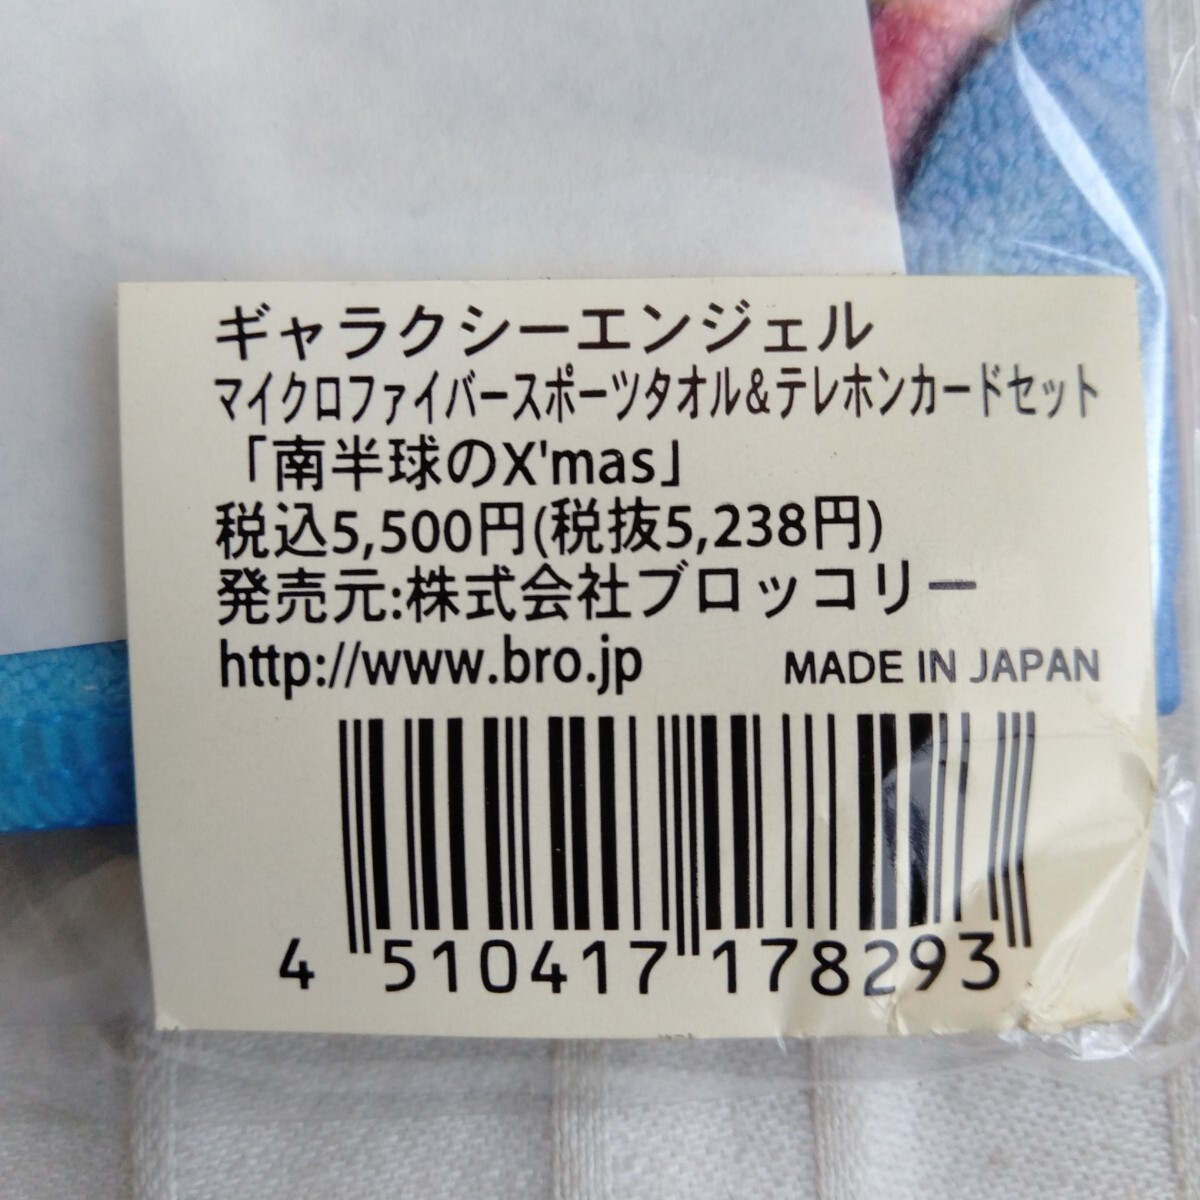 ギャラクシーエンジェル
マイクロファイバースポーツタオル&テレホンカードセット
「南半球のX'mas」
税込5,500円(税抜5,238円)
発売元:株式会社ブロッコリー
http://www.bro.jp MADE IN JAPAN
4 510417 178293